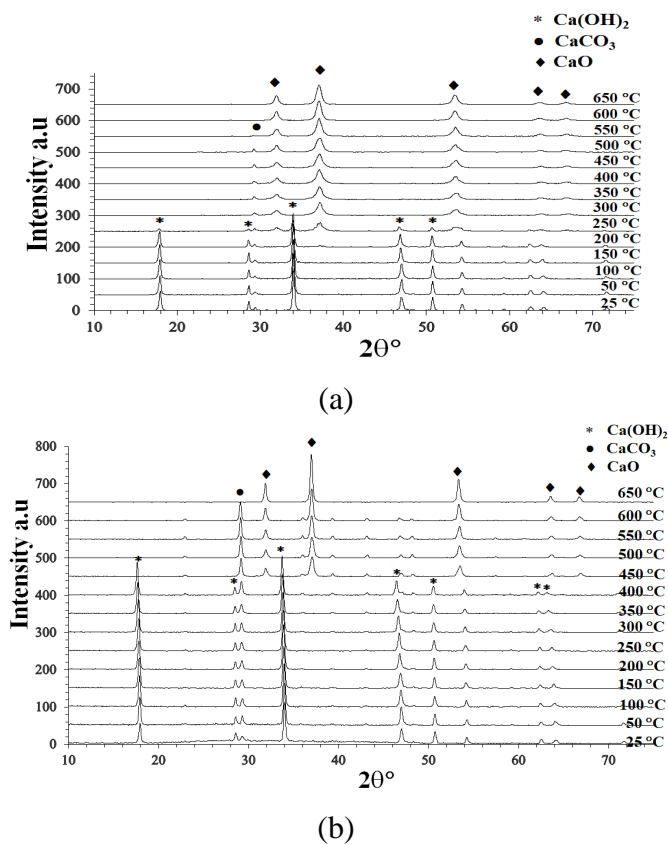 * Ca(OH)2
● CaCO3
◆ CaO
Intensity a.u
700
600
500
400
300
200
100
0
650 °C
600 °C
550 °C
500 °C
450 °C
400 °C
350 °C
300 °C
250 °C
200 °C
150 °C
100 °C
50 °C
25 °C
10
20
30
40
50
60
70
2θ°
(a)
* Ca(OH)2
● CaCO3
◆ CaO
Intensity a.u
800
700
600
500
400
300
200
100
0
650 °C
600 °C
550 °C
500 °C
450 °C
400 °C
350 °C
300 °C
250 °C
200 °C
150 °C
100 °C
50 °C
25 °C
10
20
30
40
50
60
70
2θ°
(b)